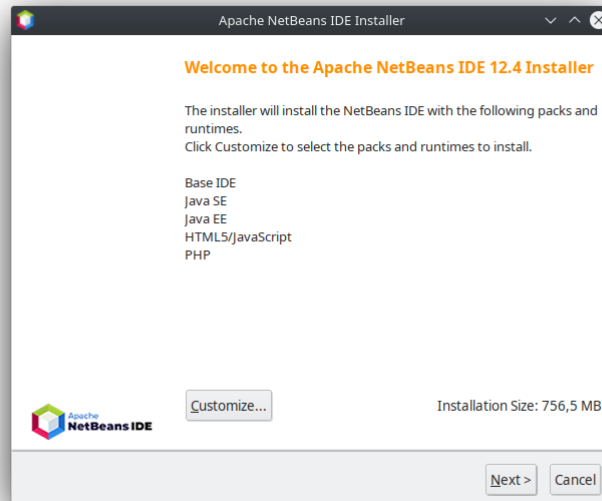 Apache NetBeans IDE Installer
Welcome to the Apache NetBeans IDE 12.4 Installer
The installer will install the NetBeans IDE with the following packs and
runtimes.
Click Customize to select the packs and runtimes to install.
Base IDE
Java SE
Java EE
HTML5/JavaScript
PHP
Customize...
Installation Size: 756,5 MB
Apache
NetBeans IDE
Next >
Cancel